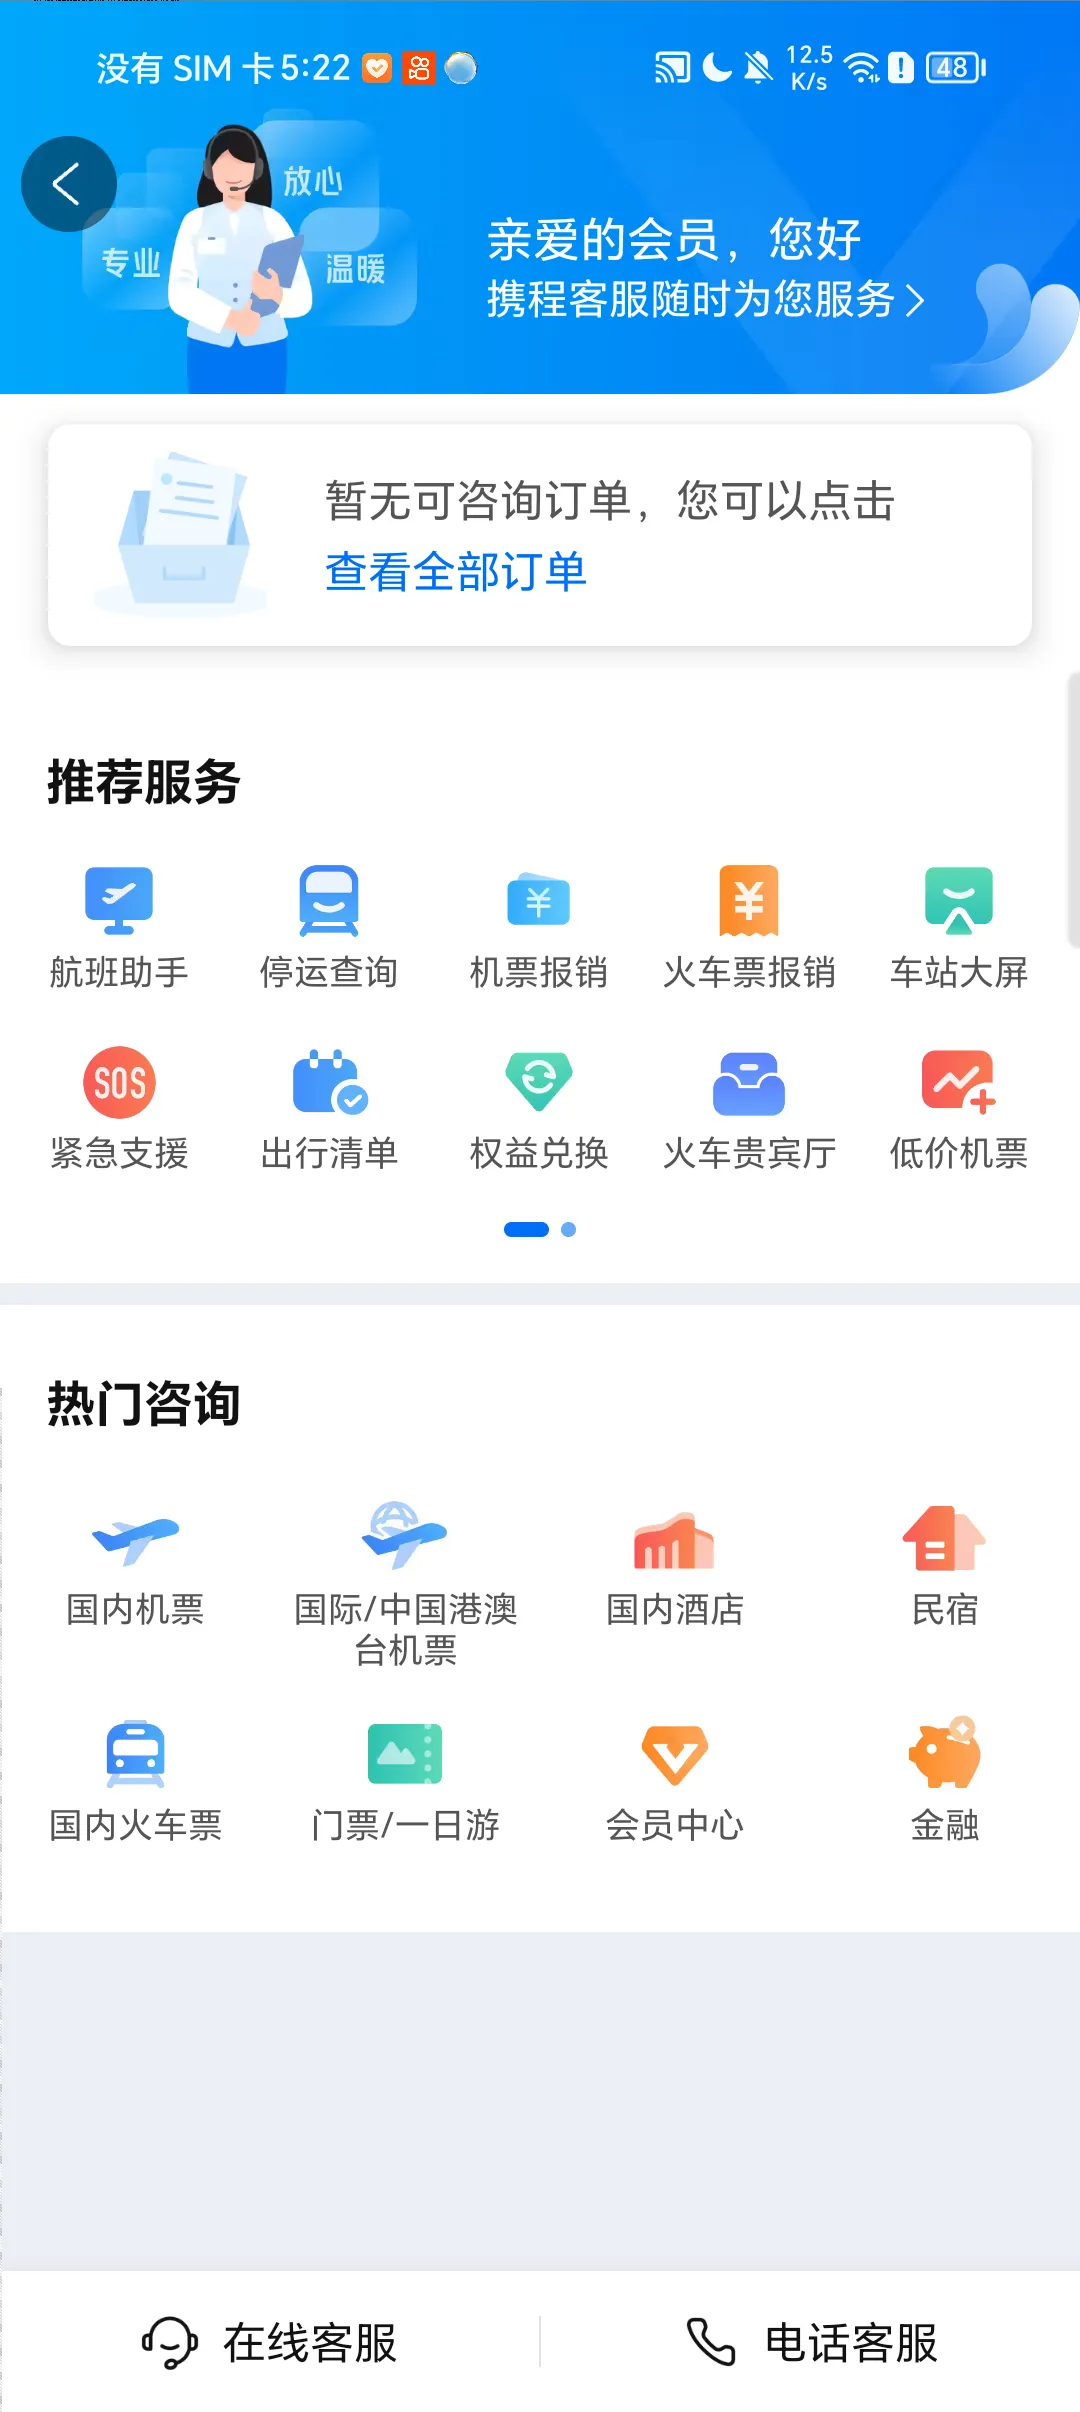 没有 SIM 卡 5:22
12.5
K/s
48
放心
专业
温暖
亲爱的会员，您好
携程客服随时为您服务
暂无可咨询订单，您可以点击
查看全部订单
推荐服务
航班助手 停运查询 机票报销 火车票报销 车站大屏
SOS
紧急支援 出行清单 权益兑换 火车贵宾厅 低价机票
热门咨询
国内机票 国际/中国港澳台机票 国内酒店 民宿
国内火车票 门票/一日游 会员中心 金融
在线客服 电话客服